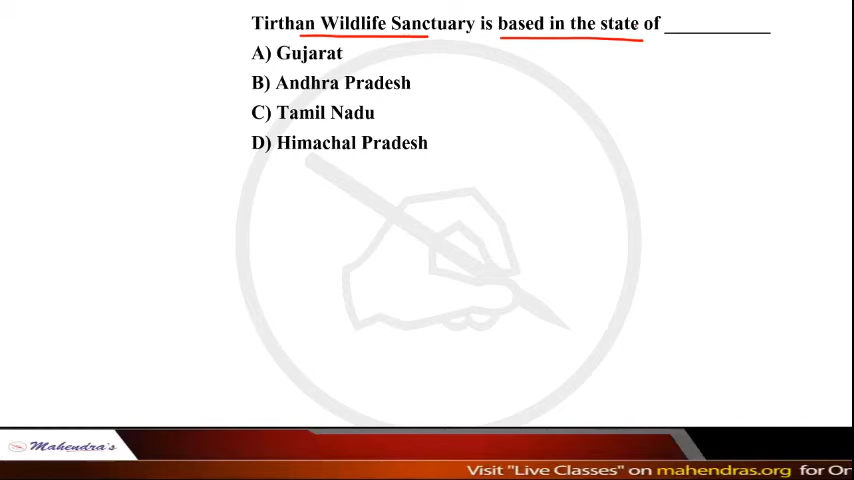 Tirthan Wildlife Sanctuary is based in the state of ___________
A) Gujarat
B) Andhra Pradesh
C) Tamil Nadu
D) Himachal Pradesh
Mahendra's
Visit "Live Classes" on mahendras.org for Or